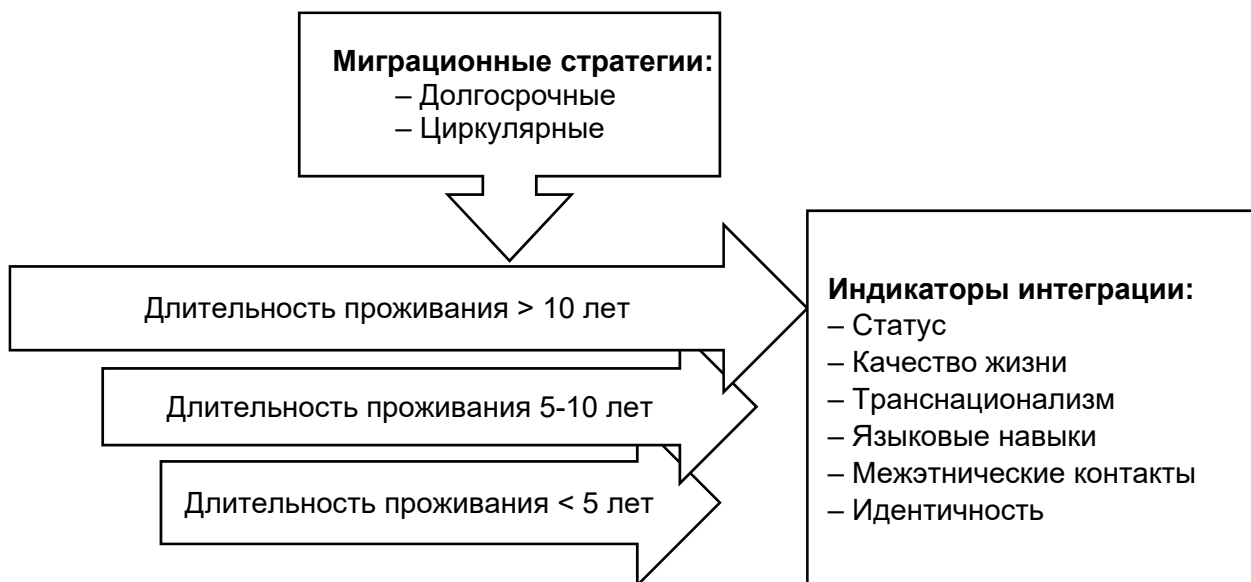 Миграционные стратегии:
– Долгосрочные
– Циркулярные
Длительность проживания > 10 лет
Длительность проживания 5-10 лет
Длительность проживания < 5 лет
Индикаторы интеграции:
– Статус
– Качество жизни
– Транснационализм
– Языковые навыки
– Межэтнические контакты
– Идентичность